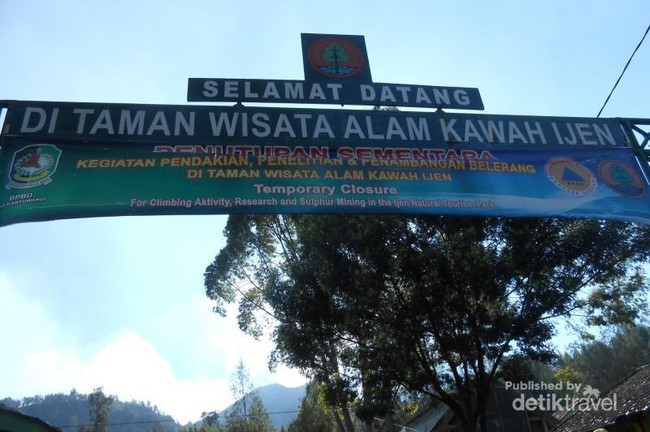 SELAMAT DATANG
DI TAMAN WISATA ALAM KAWAH IJEN
PENUTUPAN SEMENTARA
KEGIATAN PENDAKIAN, PENELITIAN & PENAMBANGAN BELERANG
DI TAMAN WISATA ALAM KAWAH IJEN
Temporary Closure
For Climbing Aktivity, Research and Sulphur Mining in the Ijen Natural Tourism Park
BPBD
BANYUWANGI
Published by
detiktravel